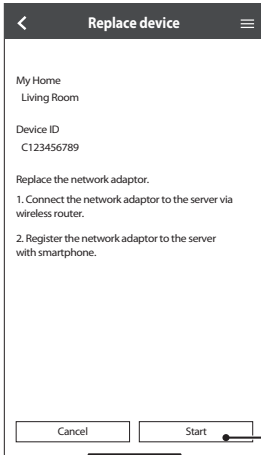 Replace device
My Home
Living Room
Device ID
C123456789
Replace the network adaptor.
1. Connect the network adaptor to the server via
wireless router.
2. Register the network adaptor to the server
with smartphone.
Cancel
Start